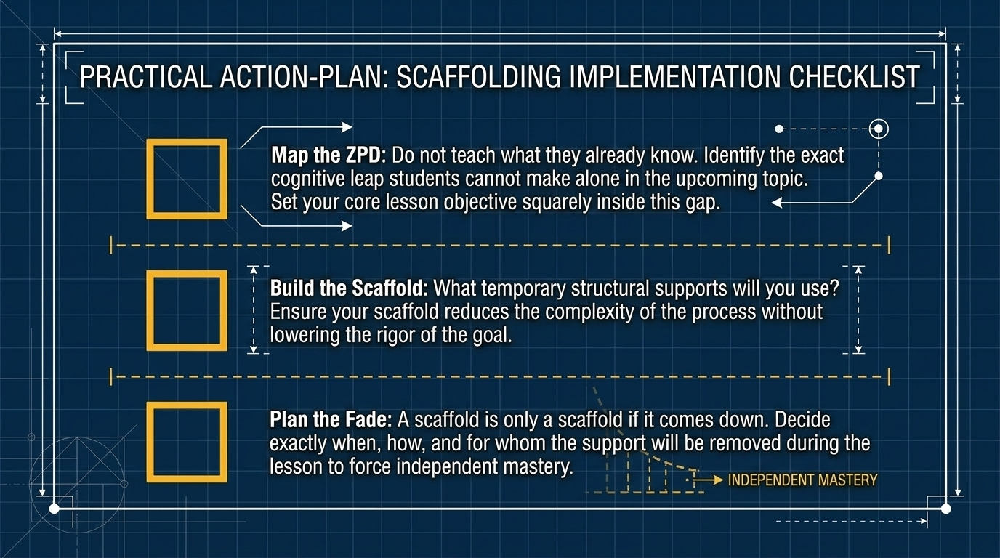 PRACTICAL ACTION-PLAN: SCAFFOLDING IMPLEMENTATION CHECKLIST
Map the ZPD: Do not teach what they already know. Identify the exact
cognitive leap students cannot make alone in the upcoming topic.
Set your core lesson objective squarely inside this gap.
Build the Scaffold: What temporary structural supports will you use?
Ensure your scaffold reduces the complexity of the process without
lowering the rigor of the goal.
Plan the Fade: A scaffold is only a scaffold if it comes down. Decide
exactly when, how, and for whom the support will be removed during the
lesson to force independent mastery.
INDEPENDENT MASTERY